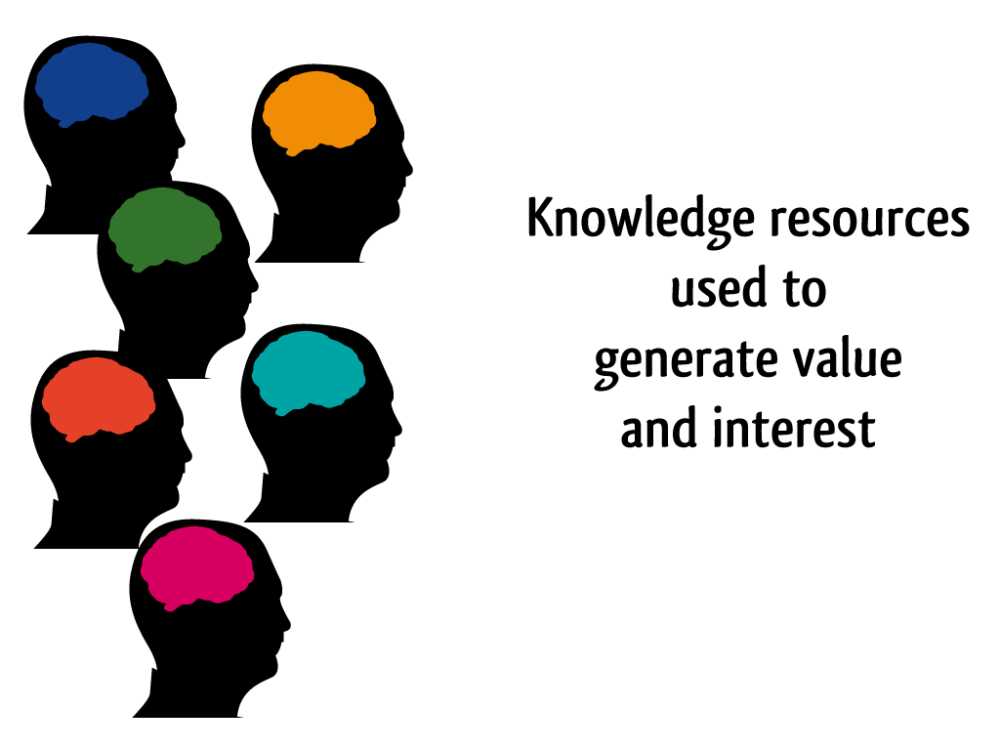 Knowledge resources
used to
generate value
and interest